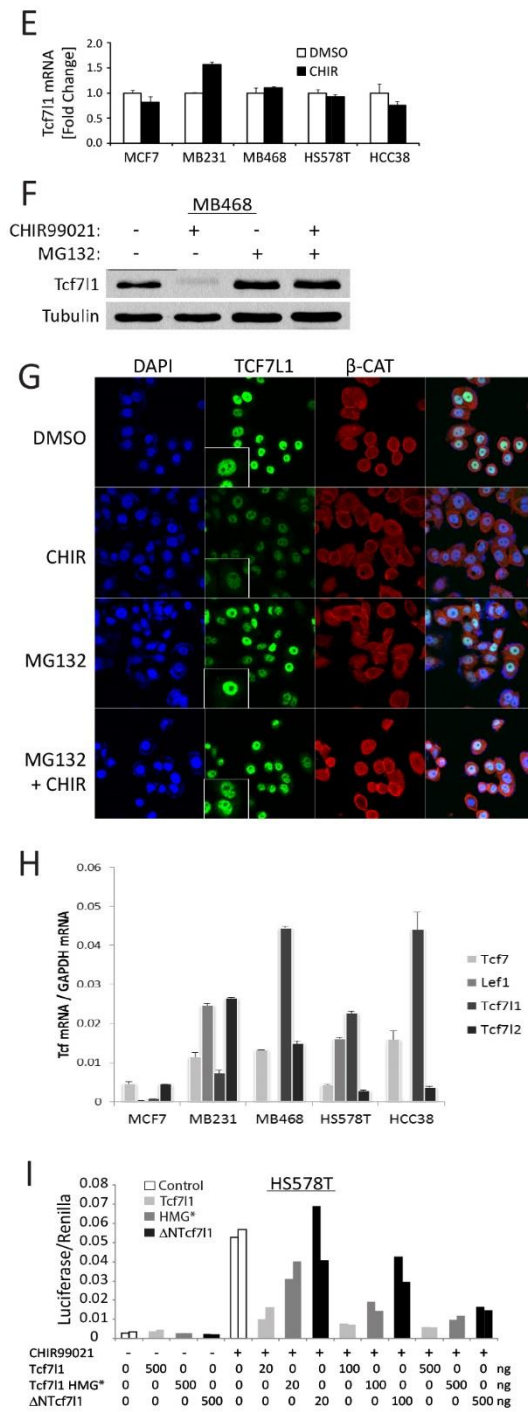 E
Tcf7l1 mRNA
[Fold Change]
2.0
1.5
1.0
0.5
0.0
DMSO
CHIR
MCF7 MB231 MB468 HS578T HCC38
F
MB468
CHIR99021: - + - +
MG132: - - + +
Tcf7l1
Tubulin
G
DAPI TCF7L1 β-CAT
DMSO
CHIR
MG132
MG132
+ CHIR
H
Tcf mRNA / GAPDH mRNA
0.06
0.05
0.04
0.03
0.02
0.01
0
Tcf7
Lef1
Tcf7l1
Tcf7l2
MCF7 MB231 MB468 HS578T HCC38
I
HS578T
Luciferase/Renilla
0.08
0.07
0.06
0.05
0.04
0.03
0.02
0.01
0
Control
Tcf7l1
HMG*
ΔNTcf7l1
CHIR99021 - - - - + + + + + + + + + +
Tcf7l1 0 500 0 0 0 20 0 0 100 0 0 500 0 0 ng
Tcf7l1 HMG* 0 0 500 0 0 0 20 0 0 100 0 0 500 0 ng
ΔNTcf7l1 0 0 0 500 0 0 0 20 0 0 100 0 0 500 ng